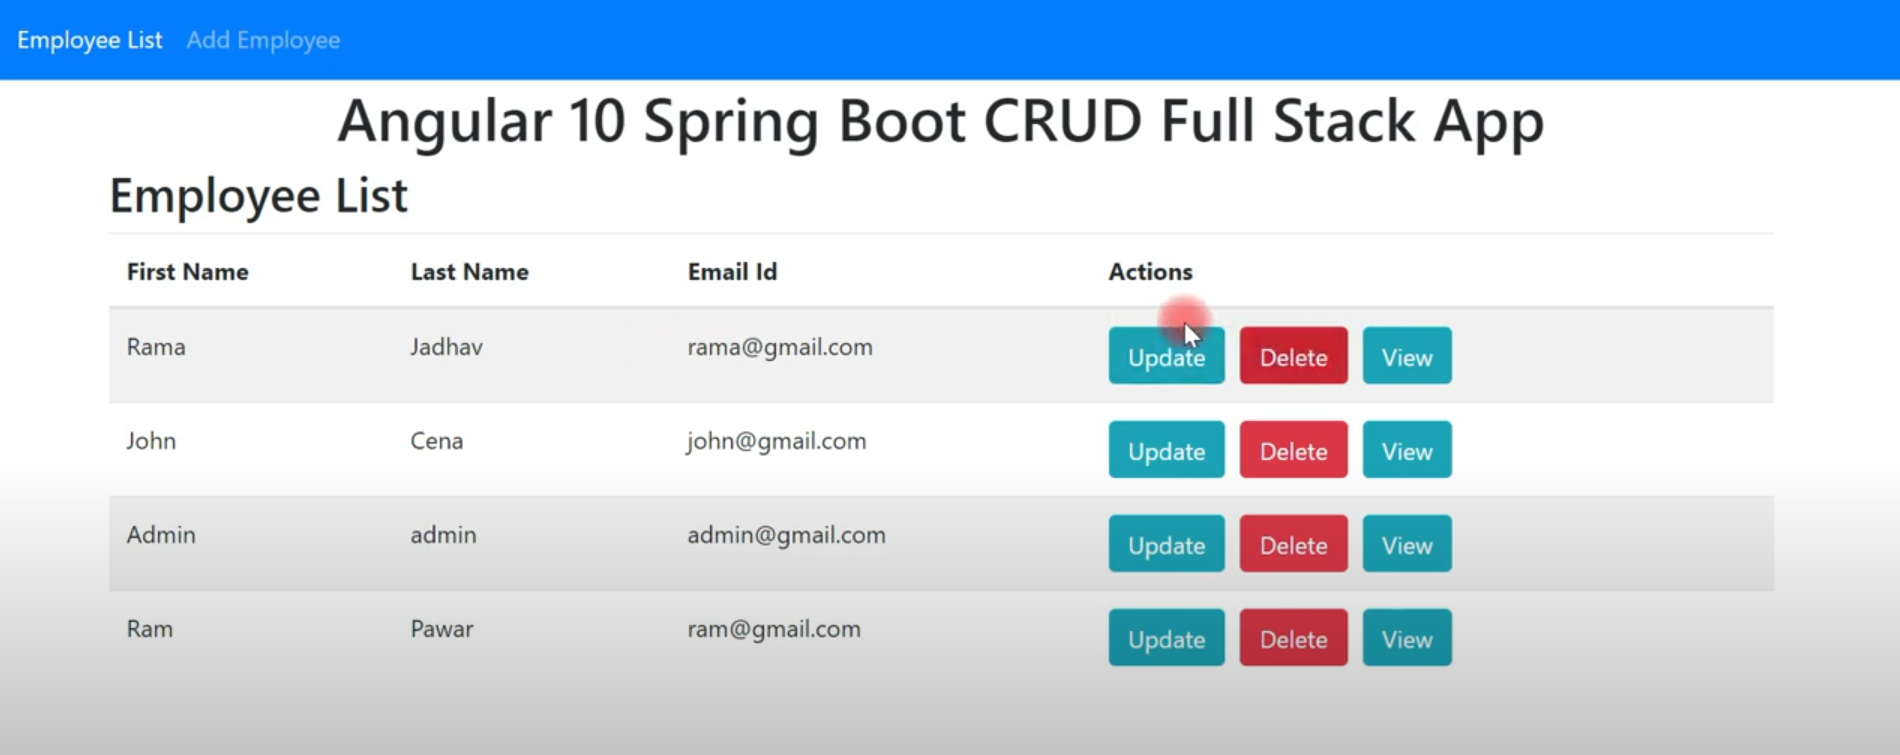 Employee List Add Employee
Angular 10 Spring Boot CRUD Full Stack App
Employee List
First Name Last Name Email Id Actions
Rama Jadhav rama@gmail.com Update Delete View
John Cena john@gmail.com Update Delete View
Admin admin admin@gmail.com Update Delete View
Ram Pawar ram@gmail.com Update Delete View